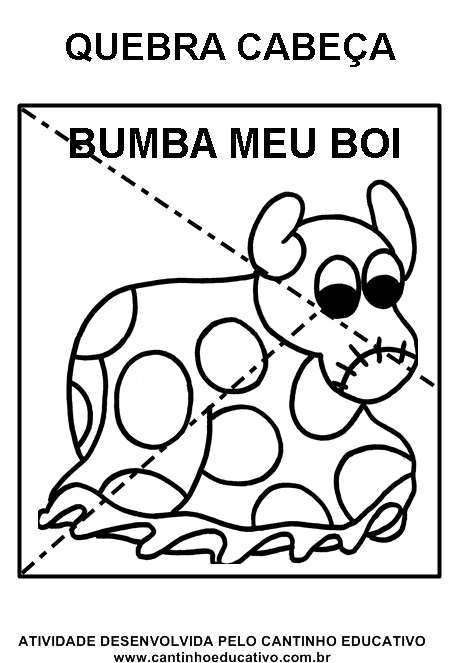 QUEBRA CABEÇA
BUMBA MEU BOI
ATIVIDADE DESENVOLVIDA PELO CANTINHO EDUCATIVO
www.cantinhoeducativo.com.br